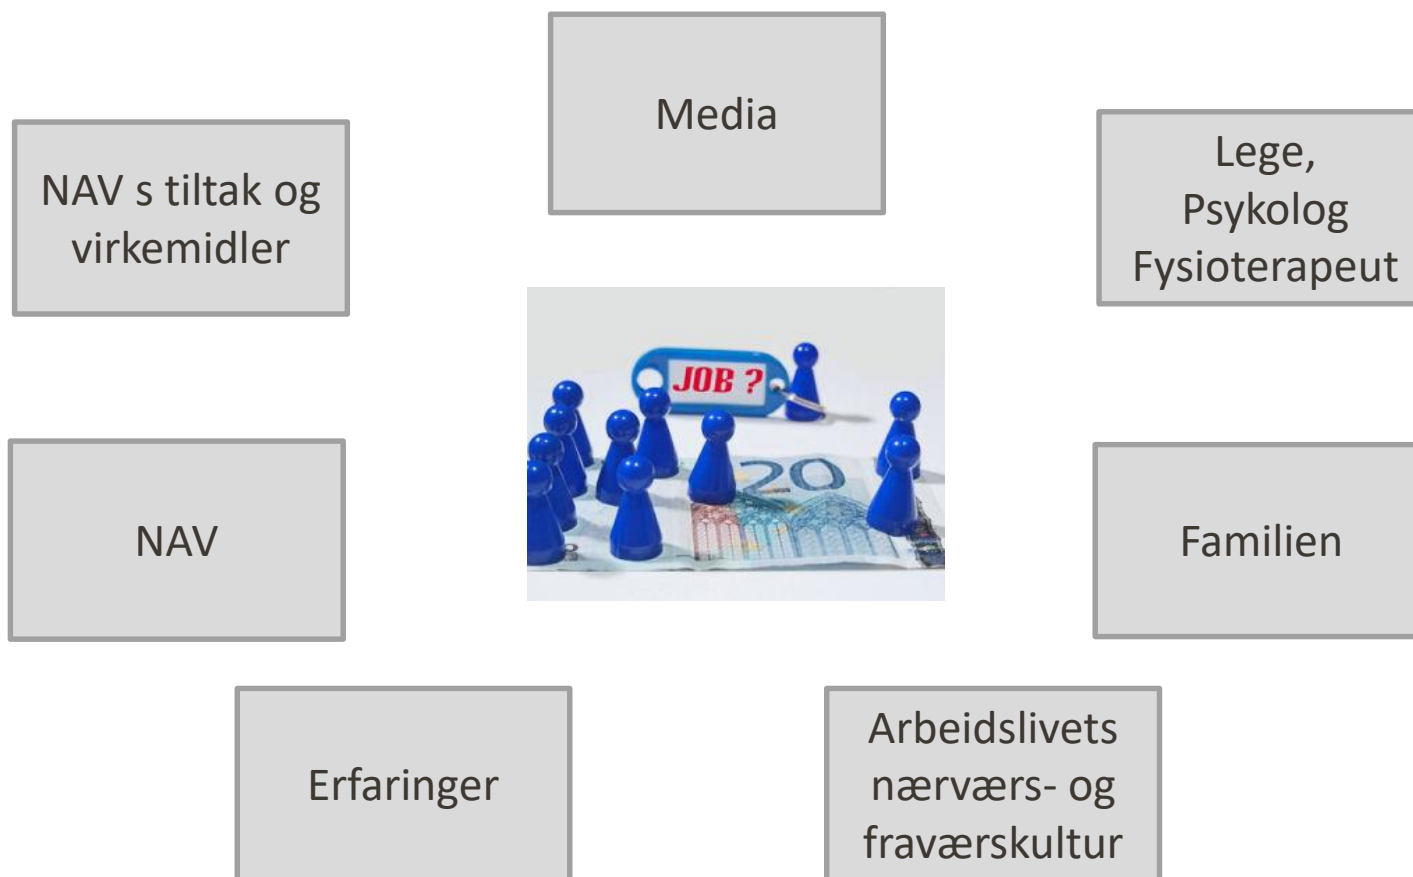 Media
NAV s tiltak og
virkemidler
Lege,
Psykolog
Fysioterapeut
JOB ?
20
NAV
Familien
Erfaringer
Arbeidslivets
nærværs- og
fraværskultur